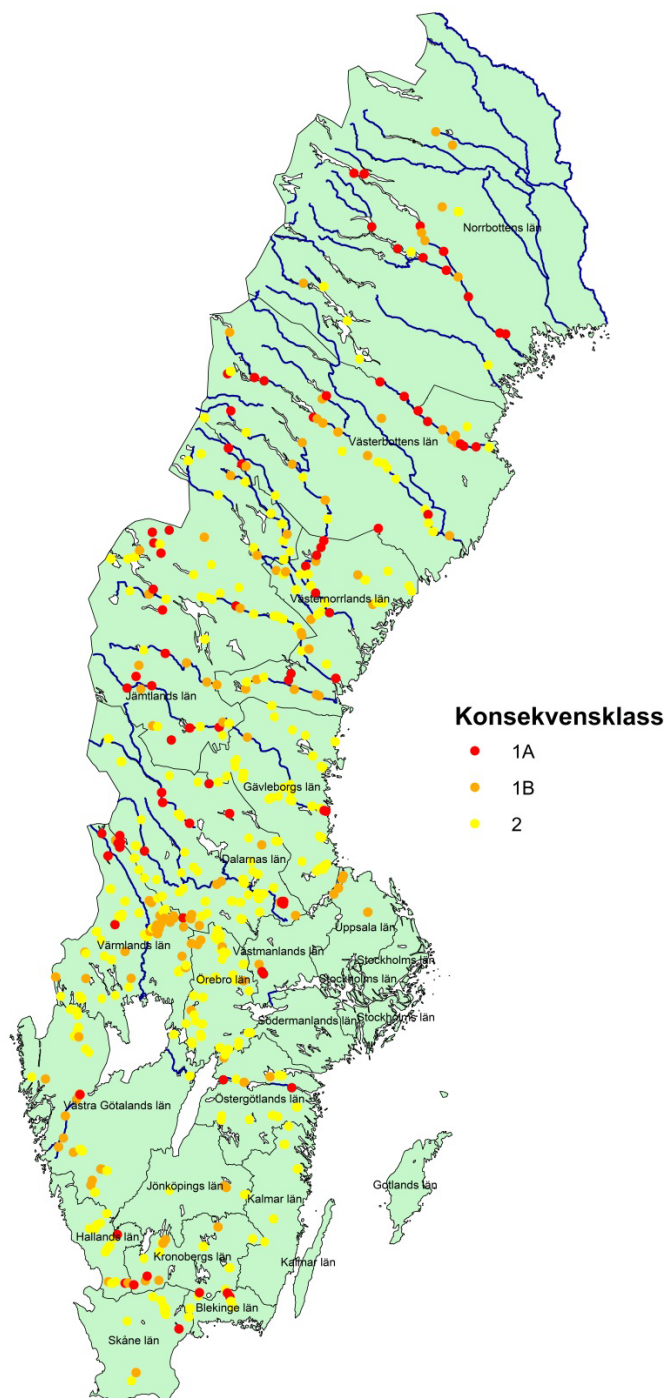 Norrbottens län
Västerbottens län
Västernorrlands län
Jämtlands län
Konsekvensklass
1A
1B
2
Gävleborgs län
Dalarnas län
Uppsala län
Värmlands län
Västmanlands län
Stockholms län
Örebro län
Stockholms län
Södermanlands län
Stockholms län
Östergötlands län
Västra Götalands län
Jönköpings län
Gotlands län
Kalmar län
Hallands län
Kronobergs län
Kalmar län
Blekinge län
Skåne län